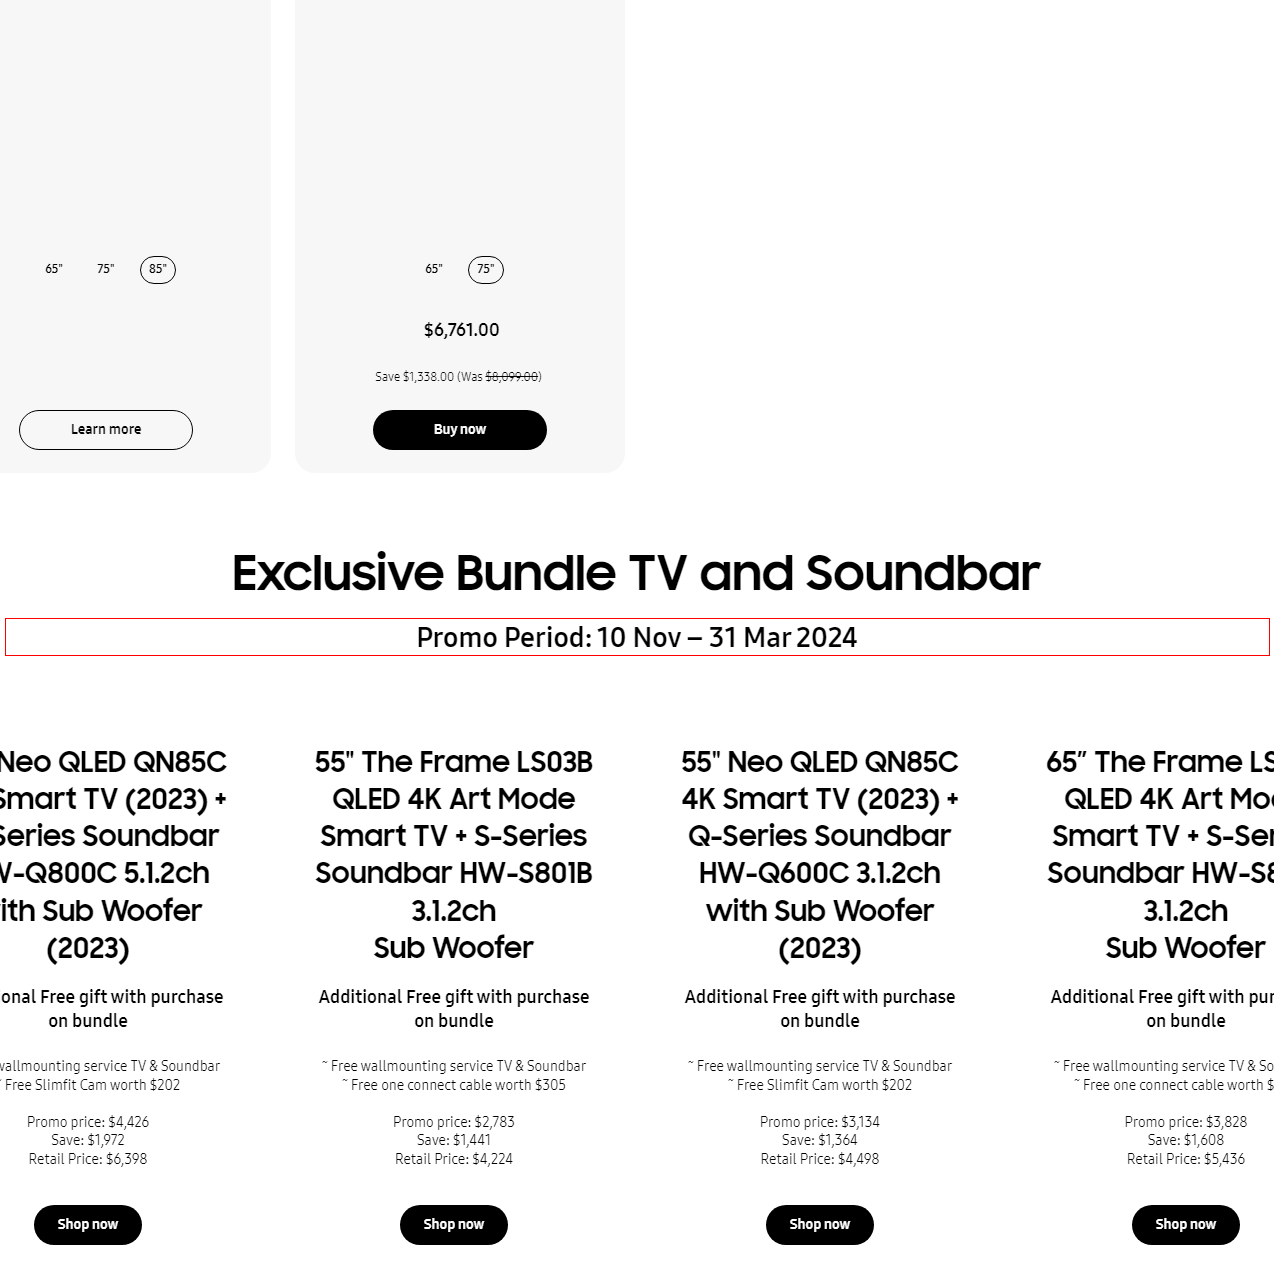 65" 75" 85"
Learn more
65" 75"
$6,761.00
Save $1,338.00 (Was $8,099.00)
Buy now
Exclusive Bundle TV and Soundbar
Promo Period: 10 Nov – 31 Mar 2024
Neo QLED QN85C
Smart TV (2023) +
Series Soundbar
W-Q800C 5.1.2ch
ith Sub Woofer
(2023)
onal Free gift with purchase
on bundle
wallmounting service TV & Soundbar
Free Slimfit Cam worth $202
Promo price: $4,426
Save: $1,972
Retail Price: $6,398
Shop now
55" The Frame LS03B
QLED 4K Art Mode
Smart TV + S-Series
Soundbar HW-S801B
3.1.2ch
Sub Woofer
Additional Free gift with purchase
on bundle
~ Free wallmounting service TV & Soundbar
~ Free one connect cable worth $305
Promo price: $2,783
Save: $1,441
Retail Price: $4,224
Shop now
55" Neo QLED QN85C
4K Smart TV (2023) +
Q-Series Soundbar
HW-Q600C 3.1.2ch
with Sub Woofer
(2023)
Additional Free gift with purchase
on bundle
~ Free wallmounting service TV & Soundbar
~ Free Slimfit Cam worth $202
Promo price: $3,134
Save: $1,364
Retail Price: $4,498
Shop now
65” The Frame LS
QLED 4K Art Mo
Smart TV + S-Ser
Soundbar HW-S8
3.1.2ch
Sub Woofer
Additional Free gift with pur
on bundle
~ Free wallmounting service TV & So
~ Free one connect cable worth $
Promo price: $3,828
Save: $1,608
Retail Price: $5,436
Shop now